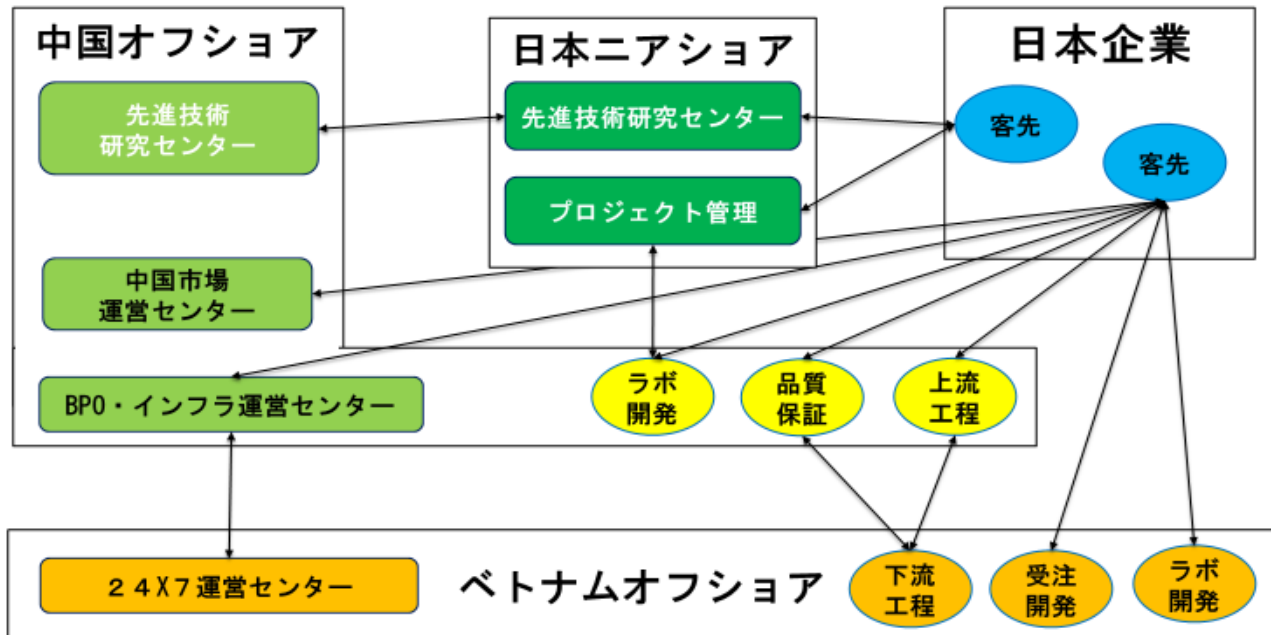 中国オフショア
先進技術
研究センター
中国市場
運営センター
BPO・インフラ運営センター
日本ニアショア
先進技術研究センター
プロジェクト管理
日本企業
客先
客先
ラボ
開発
品質
保証
上流
工程
24X7運営センター
ベトナムオフショア
下流
工程
受注
開発
ラボ
開発